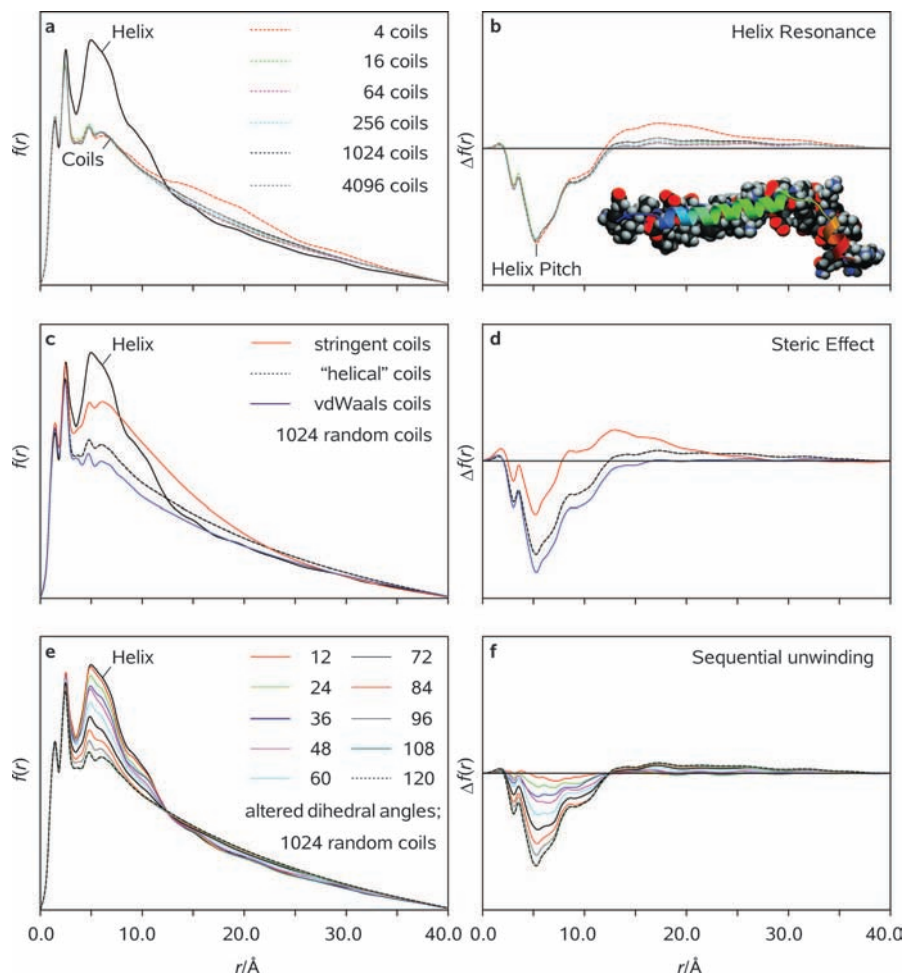 a
Helix
4 coils
16 coils
64 coils
256 coils
1024 coils
4096 coils
Coils
f(r)
b
Helix Resonance
Δf(r)
Helix Pitch
c
Helix
stringent coils
"helical" coils
vdWaals coils
1024 random coils
f(r)
d
Steric Effect
Δf(r)
e
Helix
12 72
24 84
36 96
48 108
60 120
altered dihedral angles;
1024 random coils
f(r)
0.0 10.0 20.0 30.0 40.0
r/Å
f
Sequential unwinding
Δf(r)
0.0 10.0 20.0 30.0 40.0
r/Å